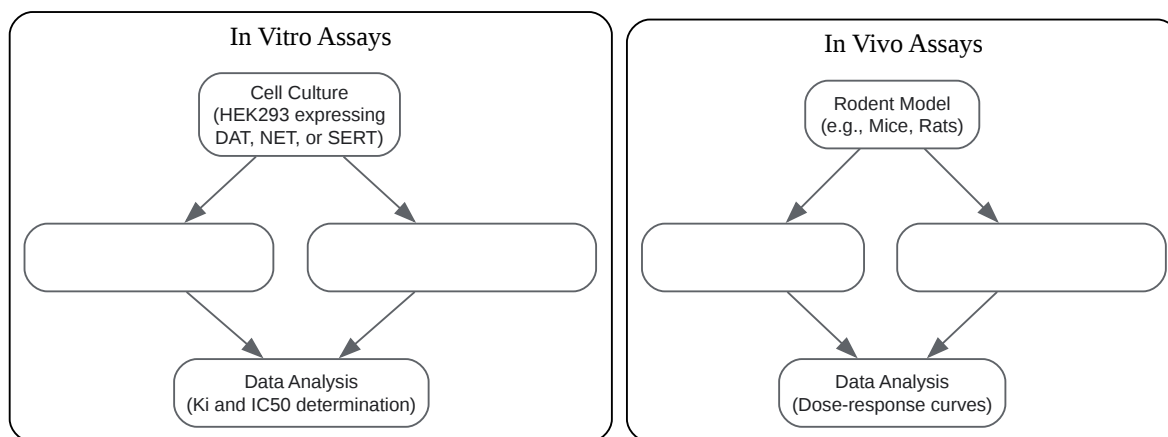 In Vitro Assays
Cell Culture
(HEK293 expressing
DAT, NET, or SERT)
Data Analysis
(Ki and IC50 determination)
In Vivo Assays
Rodent Model
(e.g., Mice, Rats)
Data Analysis
(Dose-response curves)